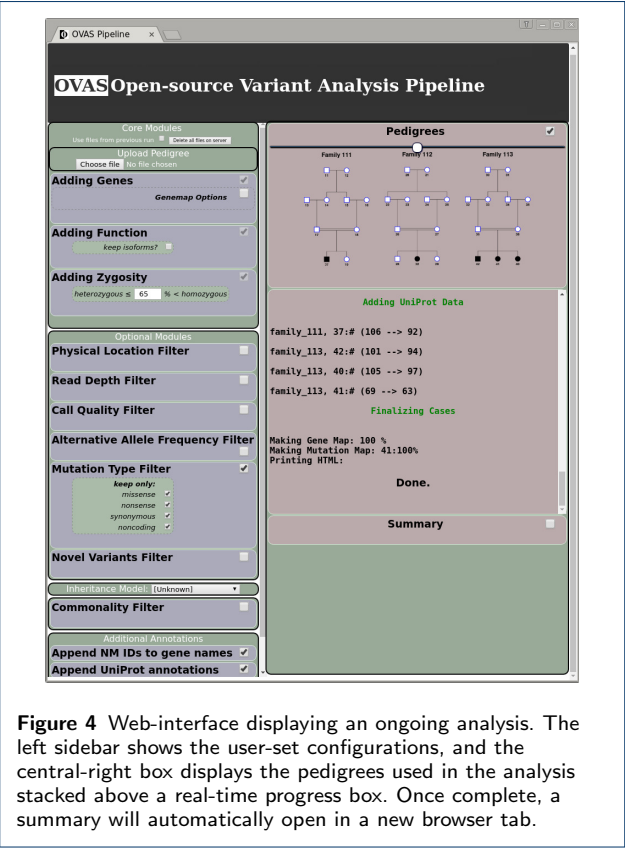 OVAS Pipeline ×
OVAS Open-source Variant Analysis Pipeline
Core Modules
Use files from previous run Delete all files on server
Upload Pedigree
Choose file No file chosen
Adding Genes
Genemap Options
Adding Function
keep isoforms?
Adding Zygosity
heterozygous ≤ 65 % < homozygous
Optional Modules
Physical Location Filter
Read Depth Filter
Call Quality Filter
Alternative Allele Frequency Filter
Mutation Type Filter
keep only:
missense
nonsense
synonymous
noncoding
Novel Variants Filter
Inheritance Model: [Unknown]
Commonality Filter
Additional Annotations
Append NM IDs to gene names
Append UniProt annotations
Pedigrees
Family 111 Family 112 Family 113
Adding UniProt Data
family_111, 37:# (106 --> 92)
family_113, 42:# (101 --> 94)
family_113, 40:# (105 --> 97)
family_113, 41:# (69 --> 63)
Finalizing Cases
Making Gene Map: 100 %
Making Mutation Map: 41:100%
Printing HTML:
Done.
Summary
Figure 4 Web-interface displaying an ongoing analysis. The
left sidebar shows the user-set configurations, and the
central-right box displays the pedigrees used in the analysis
stacked above a real-time progress box. Once complete, a
summary will automatically open in a new browser tab.